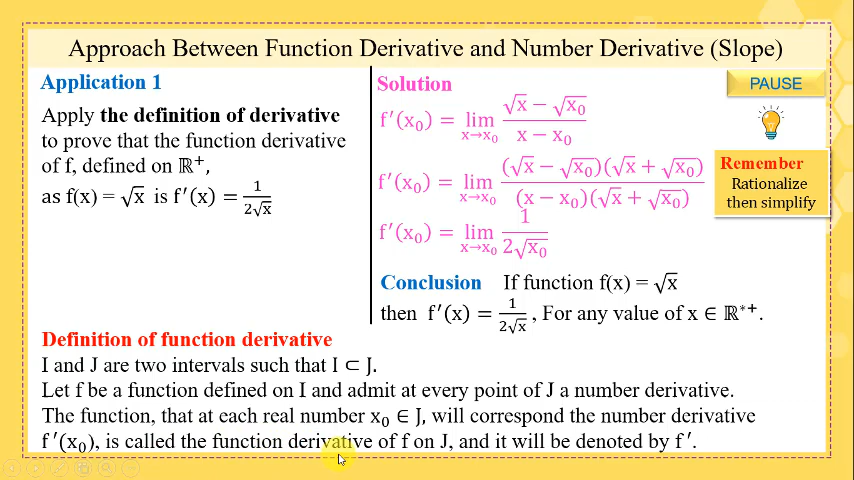 Approach Between Function Derivative and Number Derivative (Slope)
Application 1
Apply the definition of derivative
to prove that the function derivative
of f, defined on ℝ⁺,
as f(x) = √x is f′(x) = 1/(2√x)
Solution
f′(x₀) = lim x→x₀ (√x − √x₀)/(x − x₀)
f′(x₀) = lim x→x₀ (√x − √x₀)(√x + √x₀)/((x − x₀)(√x + √x₀))
f′(x₀) = lim x→x₀ 1/(2√x₀)
Conclusion If function f(x) = √x
then f′(x) = 1/(2√x) , For any value of x ∈ ℝ*⁺.
PAUSE
Remember
Rationalize
then simplify
Definition of function derivative
I and J are two intervals such that I ⊂ J.
Let f be a function defined on I and admit at every point of J a number derivative.
The function, that at each real number x₀ ∈ J, will correspond the number derivative
f′(x₀), is called the function derivative of f on J, and it will be denoted by f′.